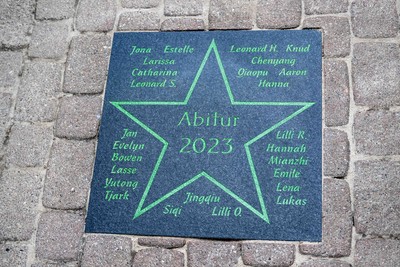 Jona Estelle
Larissa
Catharina
Leonard S.
Leonard H. Knud
Chenyang
Qiaopu Aaron
Hanna
Abitur
2023
Jan
Evelyn
Bowen
Lasse
Yutong
Tjark
Lilli R.
Hannah
Mianzhi
Emile
Lena
Lukas
Jingqiu
Siqi Lilli O.